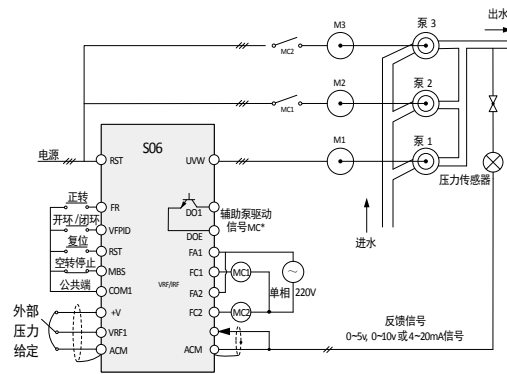 出水
M3
泵 3
MC2
M2
泵 2
MC1
M1
泵 1
电源
RST
S06
UVW
压力传感器
正转
FR
开环/闭环
VFPID
复位
RST
空转停止
MBS
公共端
COM1
DO1
辅助泵驱动
信号MC*
DOE
FA1
FC1
MC1
单相
220V
VRF/IRF
FA2
FC2
MC2
进水
外部
压力
给定
+V
VRF1
ACM
ACM
反馈信号
0~5v, 0~10v 或 4~20mA信号